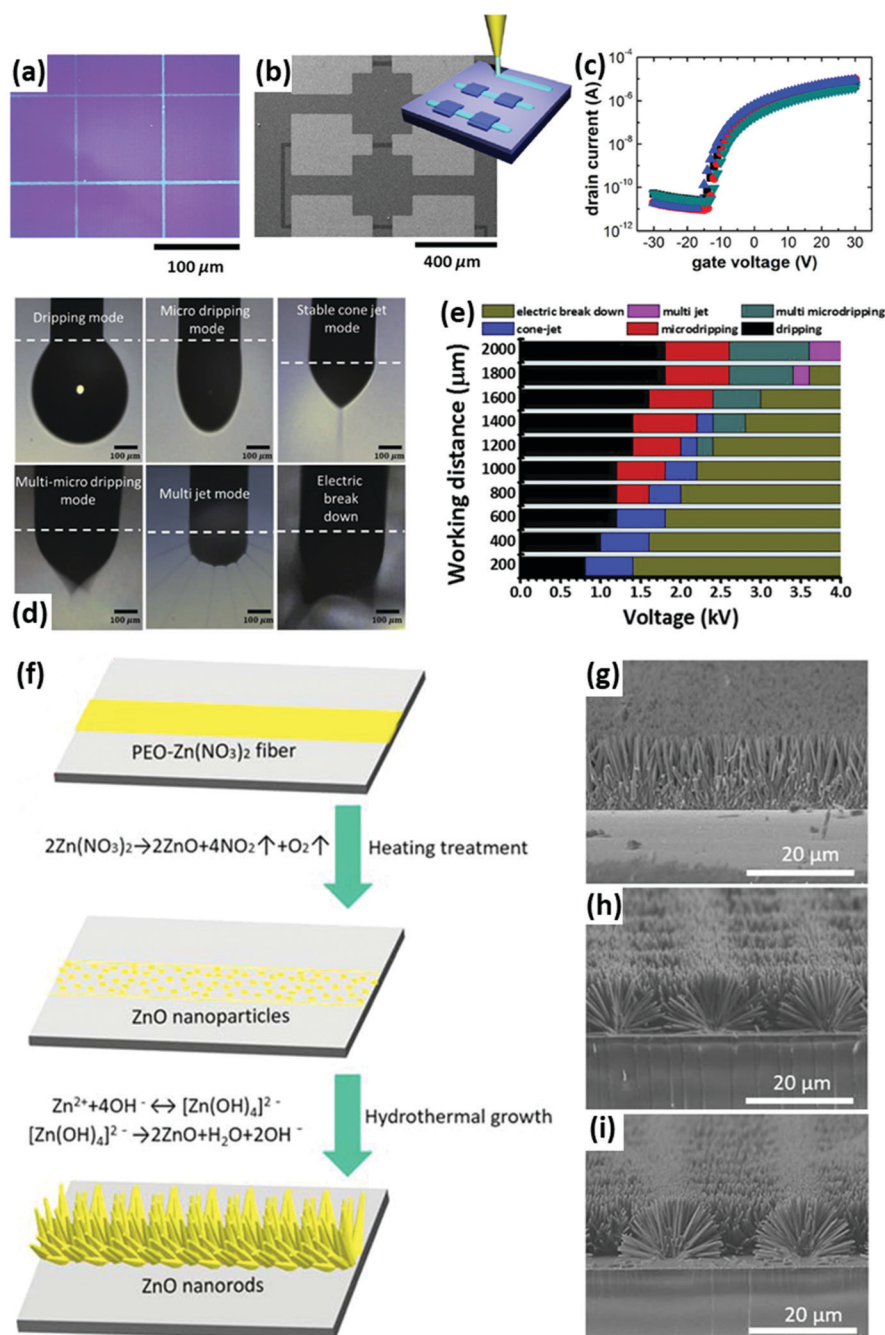 (a)
100 μm
(b)
400 μm
(c)
drain current (A)
10⁻⁴
10⁻⁶
10⁻⁸
10⁻¹⁰
10⁻¹²
-30 -20 -10 0 10 20 30
gate voltage (V)
(d)
Dripping mode
100 μm
Micro dripping
mode
100 μm
Stable cone jet
mode
100 μm
Multi-micro dripping
mode
100 μm
Multi jet mode
100 μm
Electric
break
down
100 μm
(e)
electric break down multi jet multi microdripping
cone-jet microdripping dripping
Working distance (μm)
2000
1800
1600
1400
1200
1000
800
600
400
200
0.0 0.5 1.0 1.5 2.0 2.5 3.0 3.5 4.0
Voltage (kV)
(f)
PEO-Zn(NO₃)₂ fiber
2Zn(NO₃)₂→2ZnO+4NO₂↑+O₂↑
Heating treatment
ZnO nanoparticles
Zn²⁺+4OH⁻ ↔ [Zn(OH)₄]²⁻
[Zn(OH)₄]²⁻→2ZnO+H₂O+2OH⁻
Hydrothermal growth
ZnO nanorods
(g)
20 μm
(h)
20 μm
(i)
20 μm